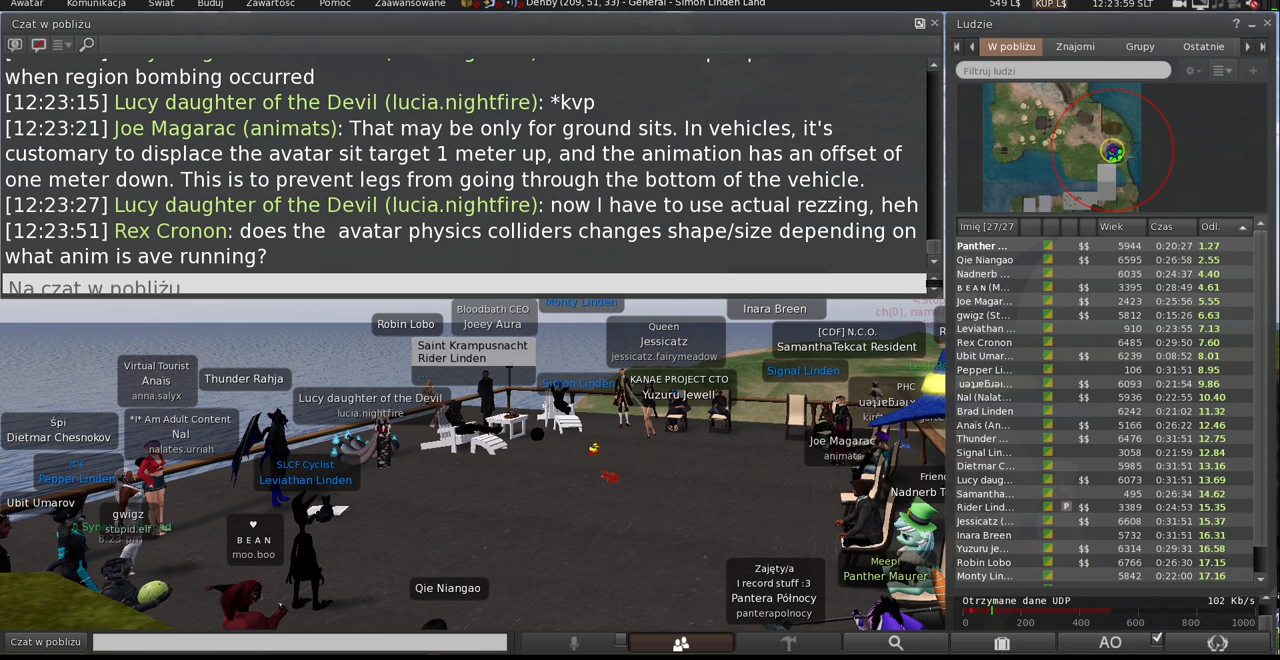 Awatar Komunikacja Świat Buduj Zawartość Pomoc Zaawansowane
Denby (209, 51, 33) - General - Simon Linden Land
549 L$ KUP L$ 12:23:59 SLT
Czat w pobliżu
when region bombing occurred
[12:23:15] Lucy daughter of the Devil (lucia.nightfire): *kvp
[12:23:21] Joe Magarac (animats): That may be only for ground sits. In vehicles, it's
customary to displace the avatar sit target 1 meter up, and the animation has an offset of
one meter down. This is to prevent legs from going through the bottom of the vehicle.
[12:23:27] Lucy daughter of the Devil (lucia.nightfire): now I have to use actual rezzing, heh
[12:23:51] Rex Cronon: does the  avatar physics colliders changes shape/size depending on
what anim is ave running?
Na czat w pobliżu
Monty Linden
Bloodbath CEO
Joeey Aura
Robin Lobo
Inara Breen
Saint Krampusnacht
Rider Linden
Queen
Jessicatz
jessicatz.fairymeadow
[CDF] N.C.O.
SamanthaTekcat Resident
Signal Linden
Virtual Tourist
Anaïs
anna.salyx
Thunder Rahja
Simon Linden
KANAE PROJECT CTO
Yuzuru Jewell
PHC
Lucy daughter of the Devil
lucia.nightfire
Śpi
Dietmar Chesnokov
*!* Am Adult Content
Nal
nalates.urriah
Joe Magarac
animats
It's
Pepper Linden
SLCF Cyclist
Leviathan Linden
Ubit Umarov
gwigz
stupid.elf
8:23 pm
♥
ʙ ᴇ ᴀ ɴ
moo.boo
Nadnerb T
Meep!
Panther Maurer
Qie Niangao
Zajęty/a
I record stuff :3
Pantera Północy
panterapolnocy
Czat w pobliżu
Ludzie
W pobliżu Znajomi Grupy Ostatnie
Filtruj ludzi
Imię [27/27 Wiek Czas Odl.
Panther ... $$ 5944 0:20:27 1.27
Qie Niangao $$ 6595 0:26:58 2.55
Nadnerb ... 6035 0:24:37 4.40
ʙ ᴇ ᴀ ɴ (M... $$ 3395 0:28:49 4.61
Joe Magar... $$ 2423 0:25:56 5.55
gwigz (St... $$ 5812 0:15:26 6.63
Leviathan ... 910 0:23:55 7.13
Rex Cronon 6485 0:29:50 7.60
Ubit Umar... $$ 6239 0:08:52 8.01
Pepper Li... 106 0:31:51 8.95
$$ 6093 0:21:54 9.86
Nal (Nalat... $$ 5936 0:22:55 10.40
Brad Linden 6242 0:21:02 11.32
Anaïs (An... $$ 5166 0:26:22 12.46
Thunder ... $$ 6476 0:31:51 12.75
Signal Lin... 3058 0:21:59 12.84
Dietmar C... 5985 0:31:51 13.16
Lucy daug... $$ 6073 0:31:51 13.69
Samantha... 495 0:26:34 14.62
Rider Lind... P $$ 3389 0:24:53 15.35
Jessicatz (... $$ 6608 0:31:51 15.37
Inara Breen 5732 0:31:51 16.31
Yuzuru Je... $$ 6314 0:29:31 16.58
Robin Lobo $$ 6766 0:26:30 17.15
Monty Lin... 5842 0:22:00 17.16
Otrzymane dane UDP 102 Kb/s
0 200 400 600 800 1000
AO